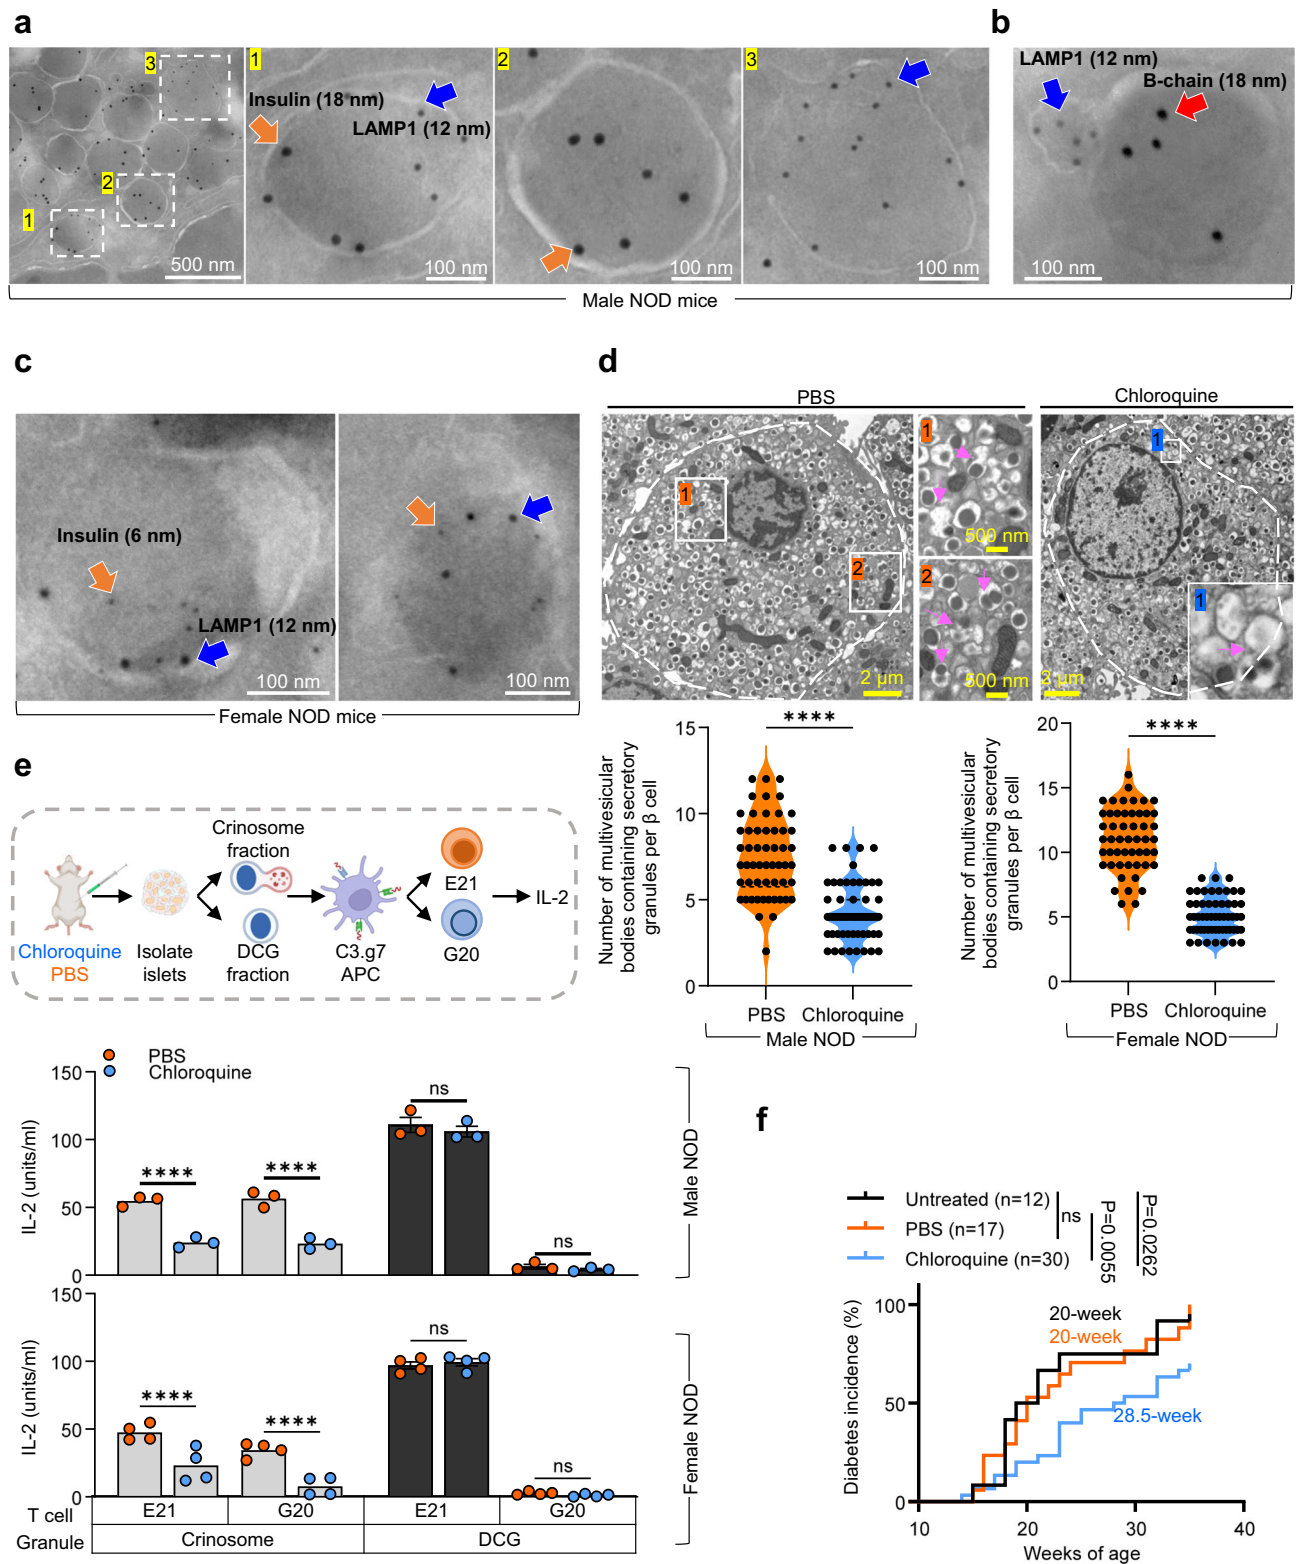 a
b
3
2
1
500 nm
1
Insulin (18 nm)
LAMP1 (12 nm)
100 nm
2
100 nm
3
100 nm
LAMP1 (12 nm)
B-chain (18 nm)
100 nm
Male NOD mice
c
Insulin (6 nm)
LAMP1 (12 nm)
100 nm
100 nm
Female NOD mice
d
PBS
Chloroquine
1
2
1
500 nm
2
500 nm
2 µm
1
1
2 µm
Number of multivesicular
bodies containing secretory
granules per β cell
15
10
5
0
****
PBS
Chloroquine
Male NOD
Number of multivesicular
bodies containing secretory
granules per β cell
20
15
10
5
0
****
PBS
Chloroquine
Female NOD
e
Crinosome
fraction
E21
IL-2
G20
Chloroquine
PBS
Isolate
islets
DCG
fraction
C3.g7
APC
PBS
Chloroquine
IL-2 (units/ml)
150
100
50
0
****
****
ns
ns
Male NOD
IL-2 (units/ml)
150
100
50
0
****
****
ns
ns
Female NOD
T cell
E21
G20
E21
G20
Granule
Crinosome
DCG
f
Untreated (n=12)
PBS (n=17)
Chloroquine (n=30)
ns
P=0.0055
P=0.0262
Diabetes incidence (%)
100
50
0
20-week
20-week
28.5-week
10
20
30
40
Weeks of age